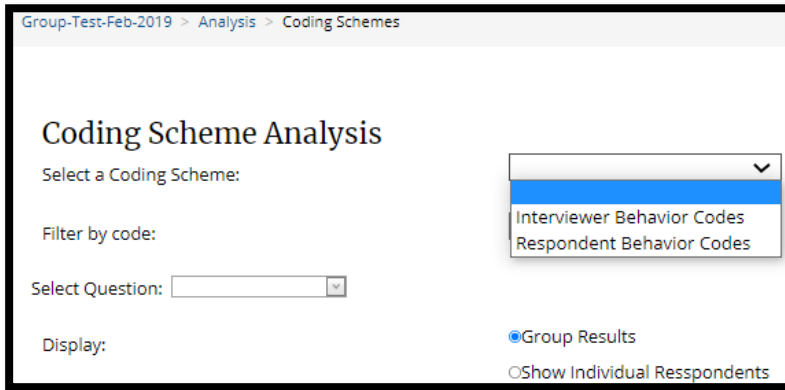 Group-Test-Feb-2019 > Analysis > Coding Schemes
Coding Scheme Analysis
Select a Coding Scheme:
Interviewer Behavior Codes
Respondent Behavior Codes
Filter by code:
Select Question:
Display:
Group Results
Show Individual Resspondents